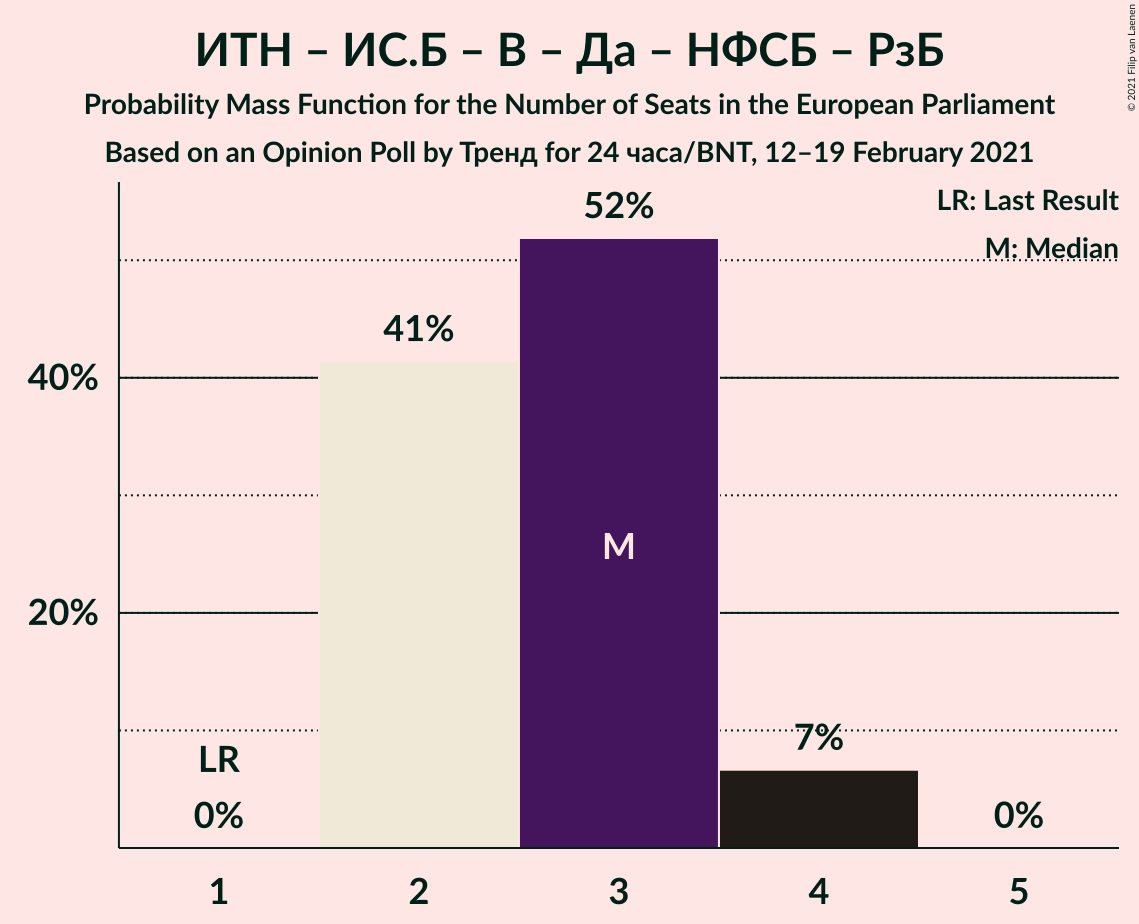 ИТН – ИС.Б – В – Да – НФСБ – РзБ
Probability Mass Function for the Number of Seats in the European Parliament
Based on an Opinion Poll by Тренд for 24 часа/BNT, 12–19 February 2021
© 2021 Filip van Laenen
LR: Last Result
M: Median
52%
41%
40%
M
20%
7%
LR
0%
0%
1
2
3
4
5